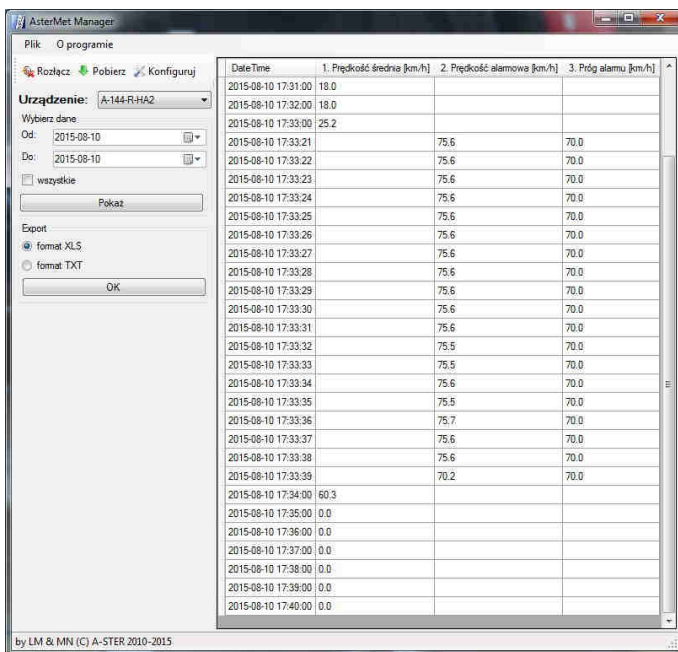 AsterMet Manager
Plik O programie
Rozłącz Pobierz Konfiguruj
Urządzenie: A-144-R-HA2
Wybierz dane
Od: 2015-08-10
Do: 2015-08-10
wszystkie
Pokaż
Export
format XLS
format TXT
OK
DateTime 1. Prędkość średnia [km/h] 2. Prędkość alarmowa [km/h] 3. Próg alarmu [km/h]
2015-08-10 17:31:00 18.0
2015-08-10 17:32:00 18.0
2015-08-10 17:33:00 25.2
2015-08-10 17:33:21 75.6 70.0
2015-08-10 17:33:22 75.6 70.0
2015-08-10 17:33:23 75.6 70.0
2015-08-10 17:33:24 75.6 70.0
2015-08-10 17:33:25 75.6 70.0
2015-08-10 17:33:26 75.6 70.0
2015-08-10 17:33:27 75.6 70.0
2015-08-10 17:33:28 75.6 70.0
2015-08-10 17:33:29 75.6 70.0
2015-08-10 17:33:30 75.6 70.0
2015-08-10 17:33:31 75.6 70.0
2015-08-10 17:33:32 75.5 70.0
2015-08-10 17:33:33 75.5 70.0
2015-08-10 17:33:34 75.6 70.0
2015-08-10 17:33:35 75.5 70.0
2015-08-10 17:33:36 75.7 70.0
2015-08-10 17:33:37 75.6 70.0
2015-08-10 17:33:38 75.6 70.0
2015-08-10 17:33:39 70.2 70.0
2015-08-10 17:34:00 60.3
2015-08-10 17:35:00 0.0
2015-08-10 17:36:00 0.0
2015-08-10 17:37:00 0.0
2015-08-10 17:38:00 0.0
2015-08-10 17:39:00 0.0
2015-08-10 17:40:00 0.0
by LM & MN (C) A-STER 2010-2015